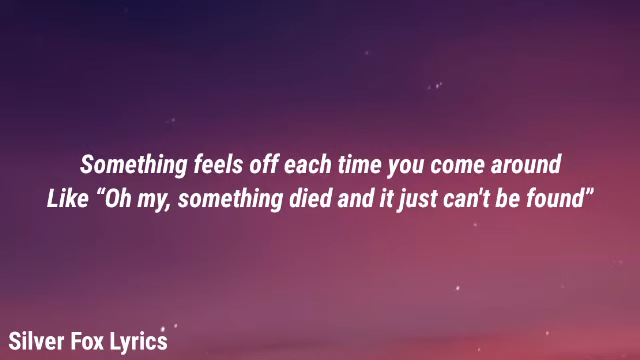 Something feels off each time you come around
Like “Oh my, something died and it just can't be found”
Silver Fox Lyrics